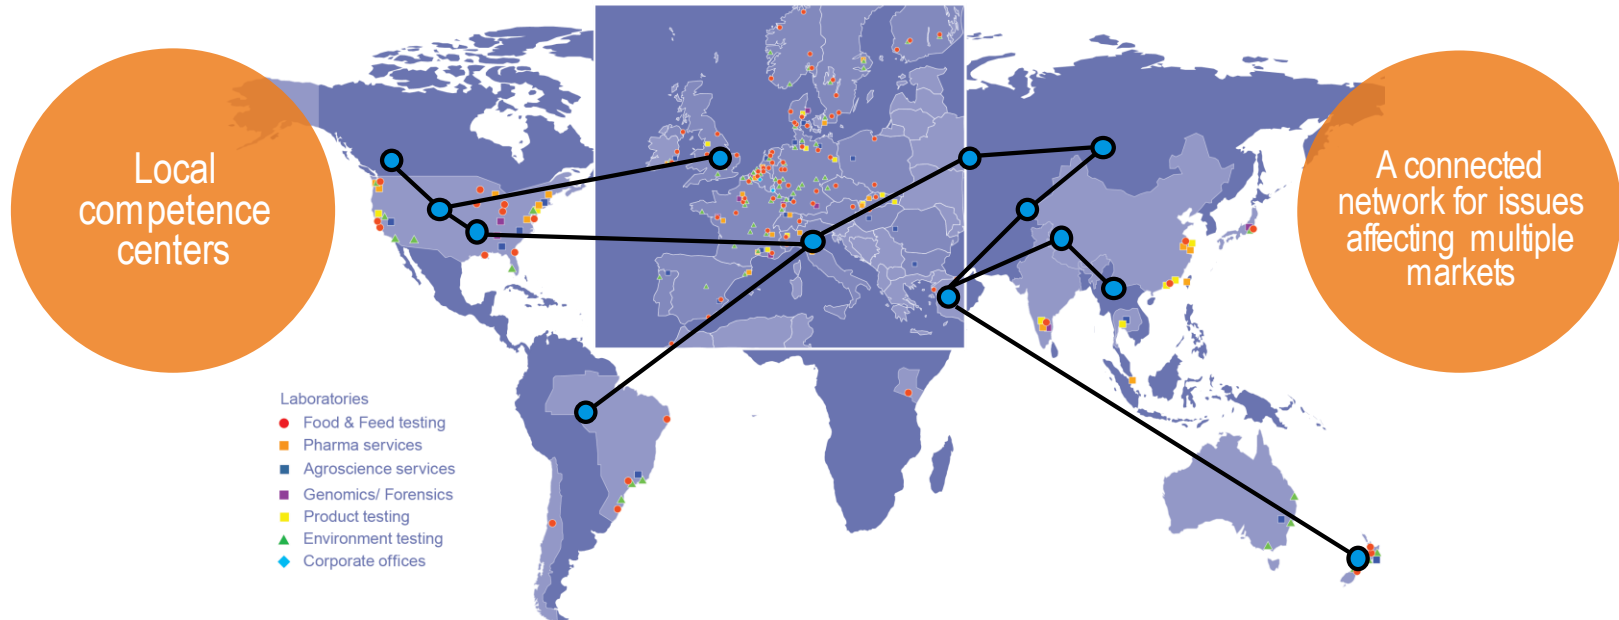 Local
competence
centers
A connected
network for issues
affecting multiple
markets
Laboratories
Food & Feed testing
Pharma services
Agroscience services
Genomics/ Forensics
Product testing
Environment testing
Corporate offices